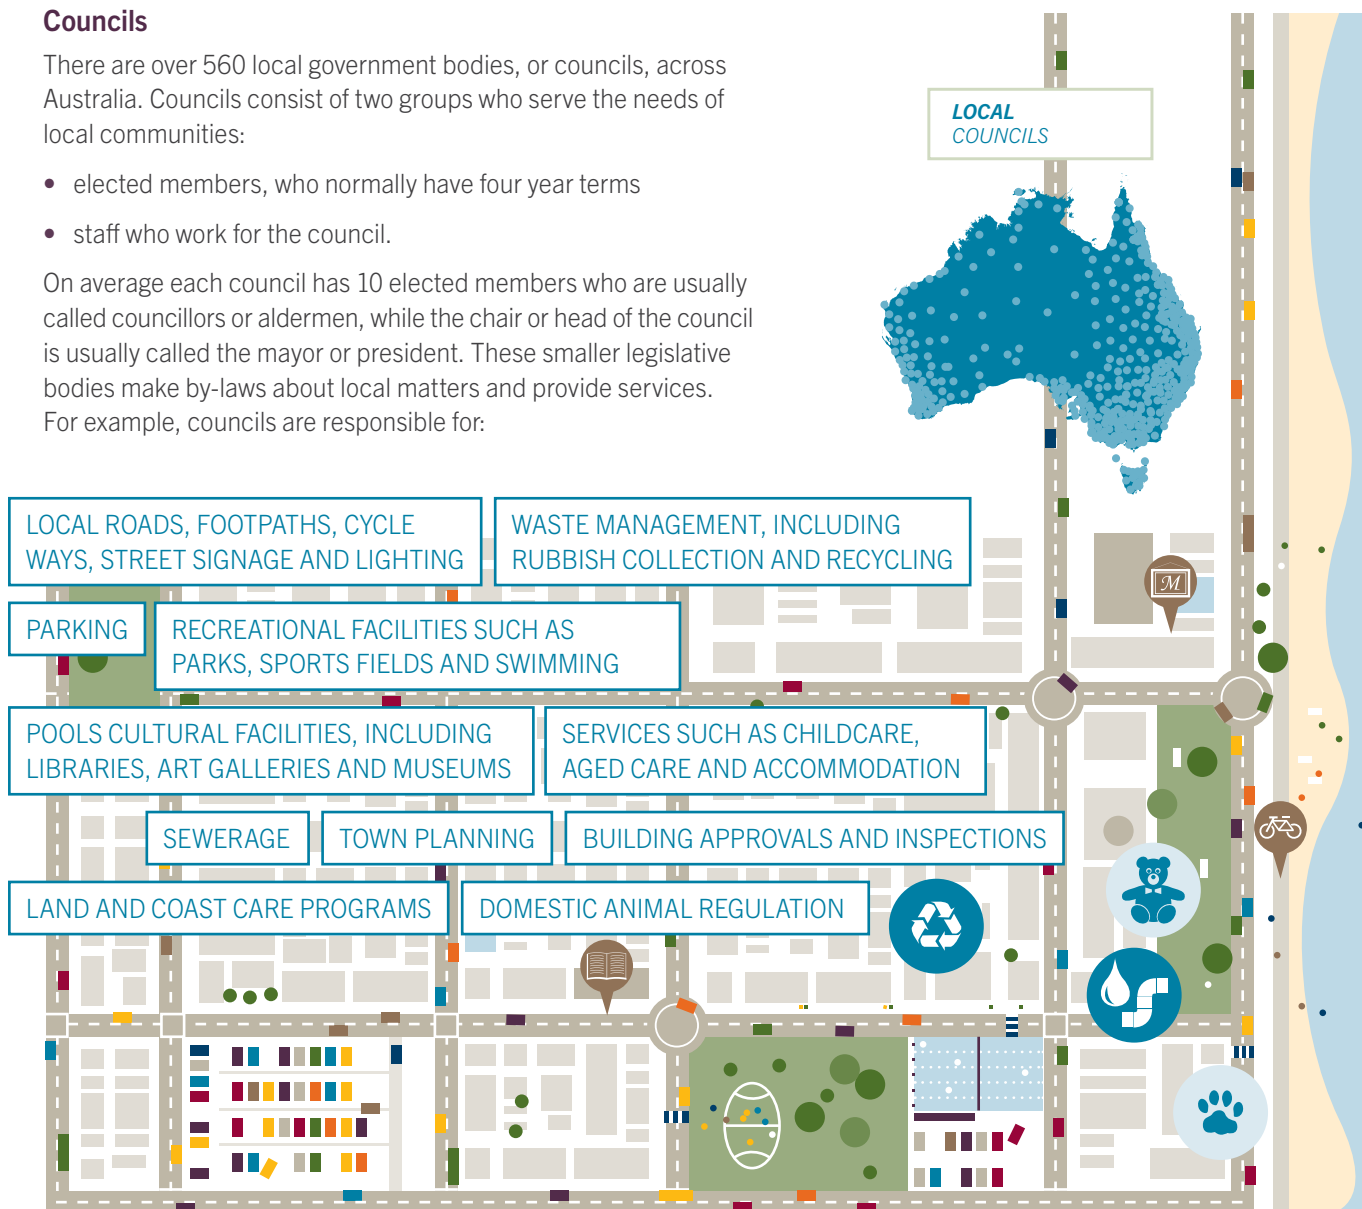 Councils
There are over 560 local government bodies, or councils, across
Australia. Councils consist of two groups who serve the needs of
local communities:
• elected members, who normally have four year terms
• staff who work for the council.
On average each council has 10 elected members who are usually
called councillors or aldermen, while the chair or head of the council
is usually called the mayor or president. These smaller legislative
bodies make by-laws about local matters and provide services.
For example, councils are responsible for:
LOCAL
COUNCILS
LOCAL ROADS, FOOTPATHS, CYCLE
WAYS, STREET SIGNAGE AND LIGHTING
WASTE MANAGEMENT, INCLUDING
RUBBISH COLLECTION AND RECYCLING
PARKING
RECREATIONAL FACILITIES SUCH AS
PARKS, SPORTS FIELDS AND SWIMMING
POOLS CULTURAL FACILITIES, INCLUDING
LIBRARIES, ART GALLERIES AND MUSEUMS
SERVICES SUCH AS CHILDCARE,
AGED CARE AND ACCOMMODATION
SEWERAGE
TOWN PLANNING
BUILDING APPROVALS AND INSPECTIONS
LAND AND COAST CARE PROGRAMS
DOMESTIC ANIMAL REGULATION
M